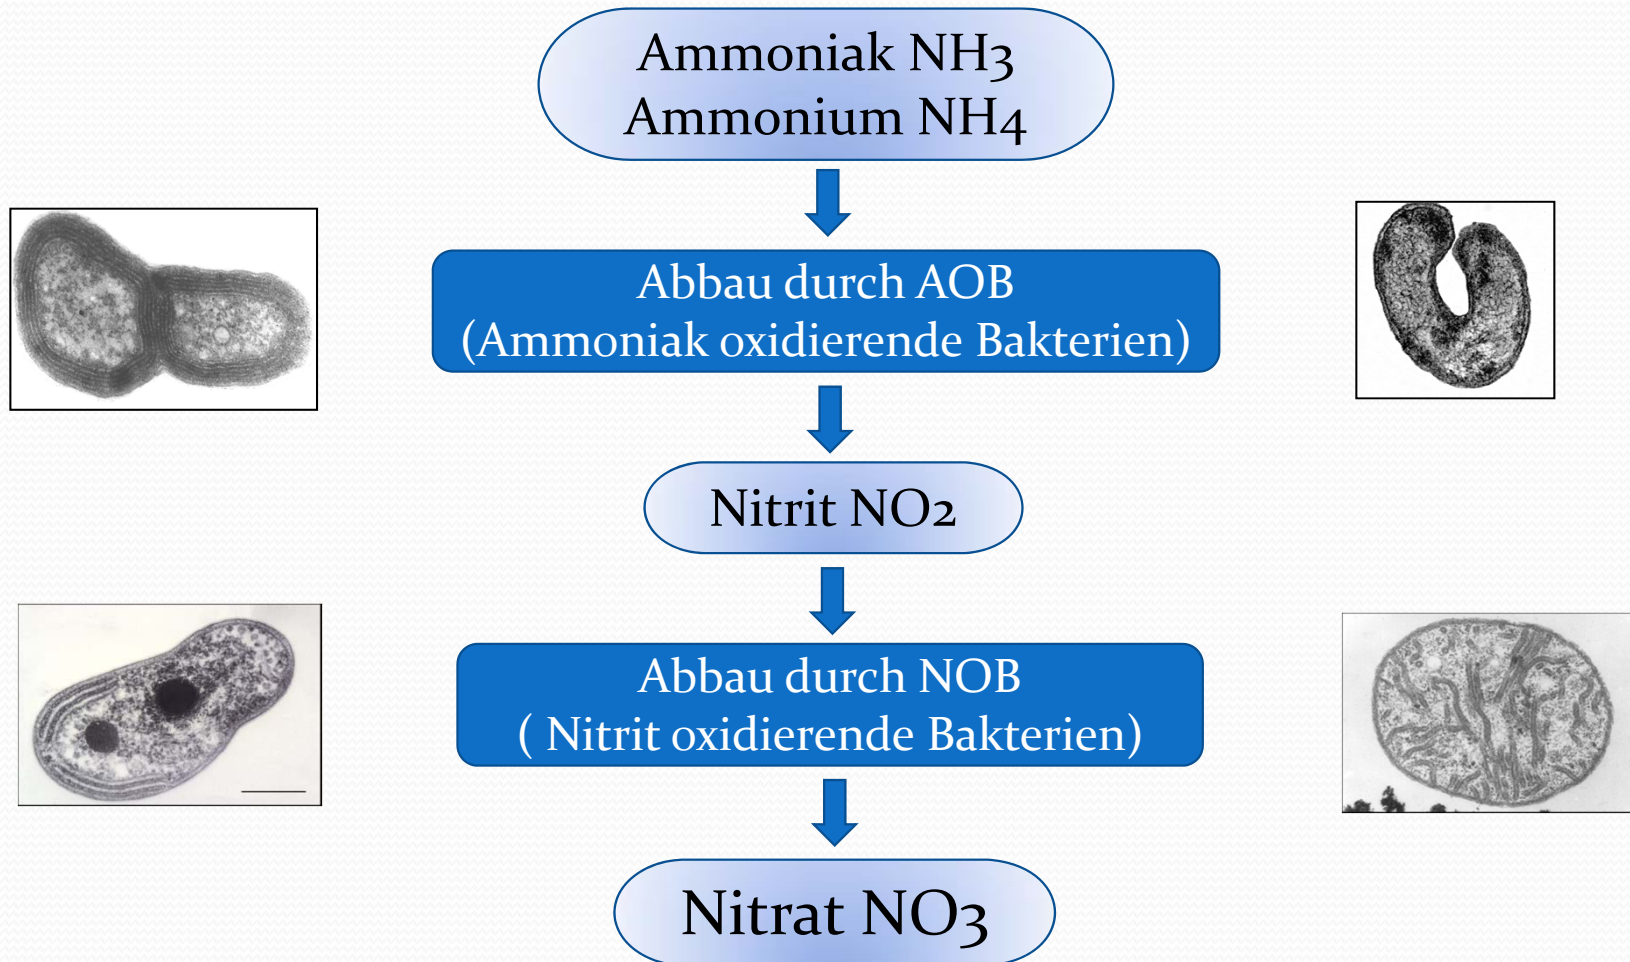 Ammoniak NH3
Ammonium NH4
Abbau durch AOB
(Ammoniak oxidierende Bakterien)
Nitrit NO2
Abbau durch NOB
( Nitrit oxidierende Bakterien)
Nitrat NO3